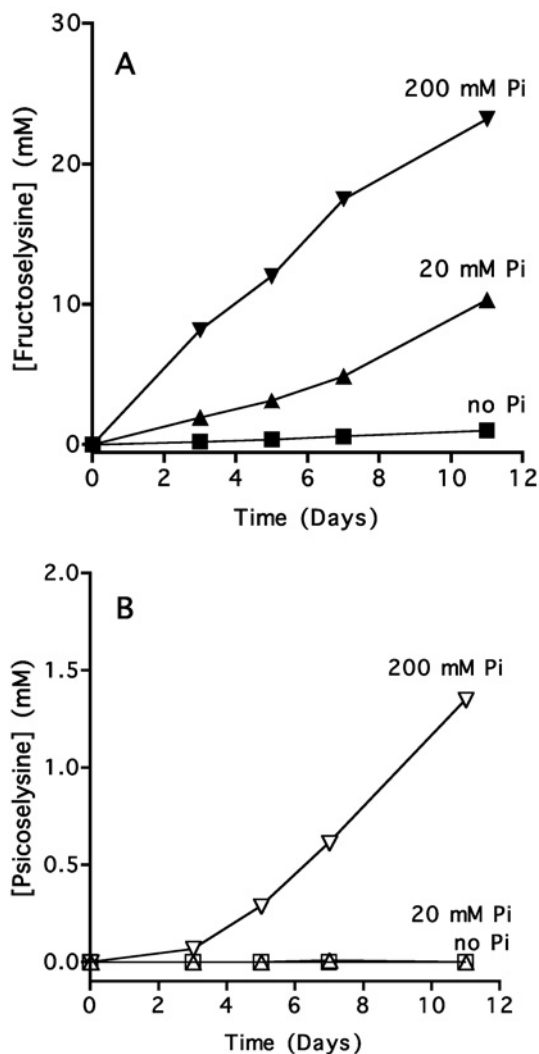 A
30
20
10
0
[Fructoselysine] (mM)
200 mM Pi
20 mM Pi
no Pi
0 2 4 6 8 10 12
Time (Days)
B
2.0
1.5
1.0
0.5
0.0
[Psicoselysine] (mM)
200 mM Pi
20 mM Pi
no Pi
0 2 4 6 8 10 12
Time (Days)